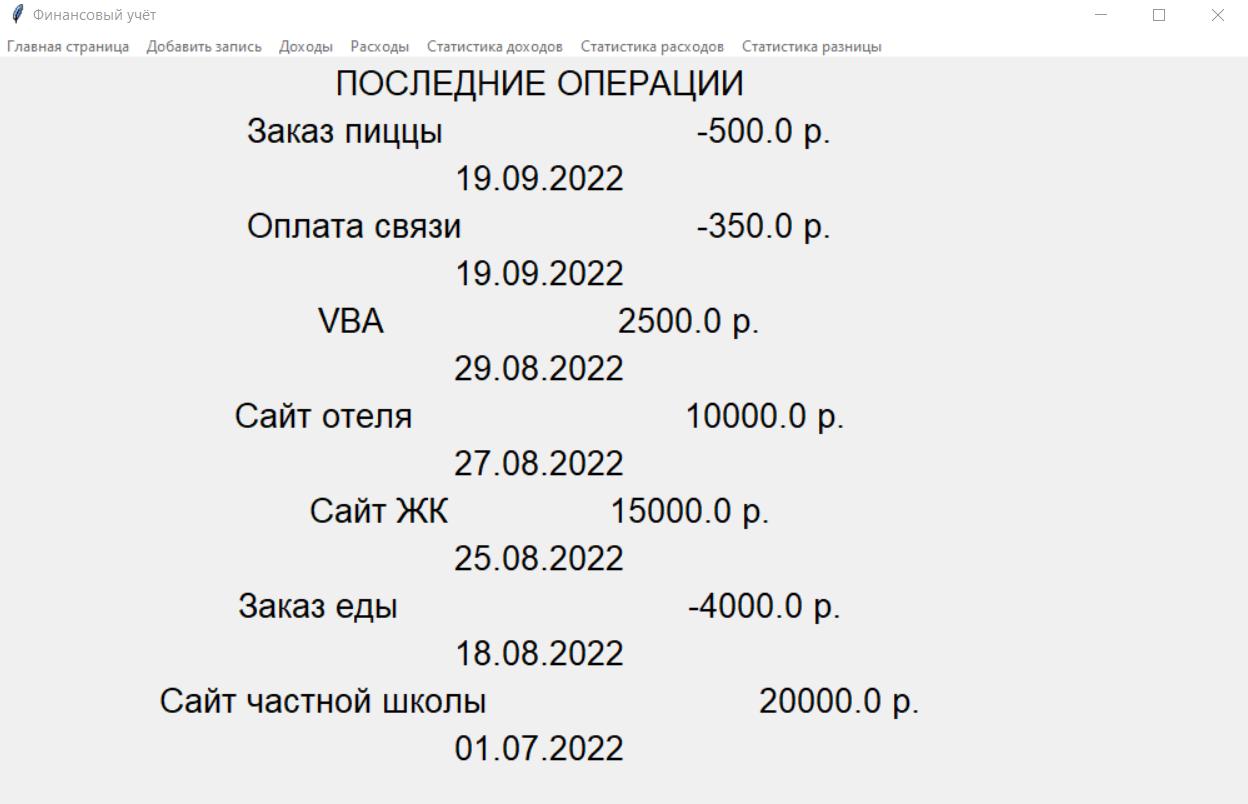 Финансовый учёт
Главная страница Добавить запись Доходы Расходы Статистика доходов Статистика расходов Статистика разницы
ПОСЛЕДНИЕ ОПЕРАЦИИ
Заказ пиццы -500.0 р.
19.09.2022
Оплата связи -350.0 р.
19.09.2022
VBA 2500.0 р.
29.08.2022
Сайт отеля 10000.0 р.
27.08.2022
Сайт ЖК 15000.0 р.
25.08.2022
Заказ еды -4000.0 р.
18.08.2022
Сайт частной школы 20000.0 р.
01.07.2022